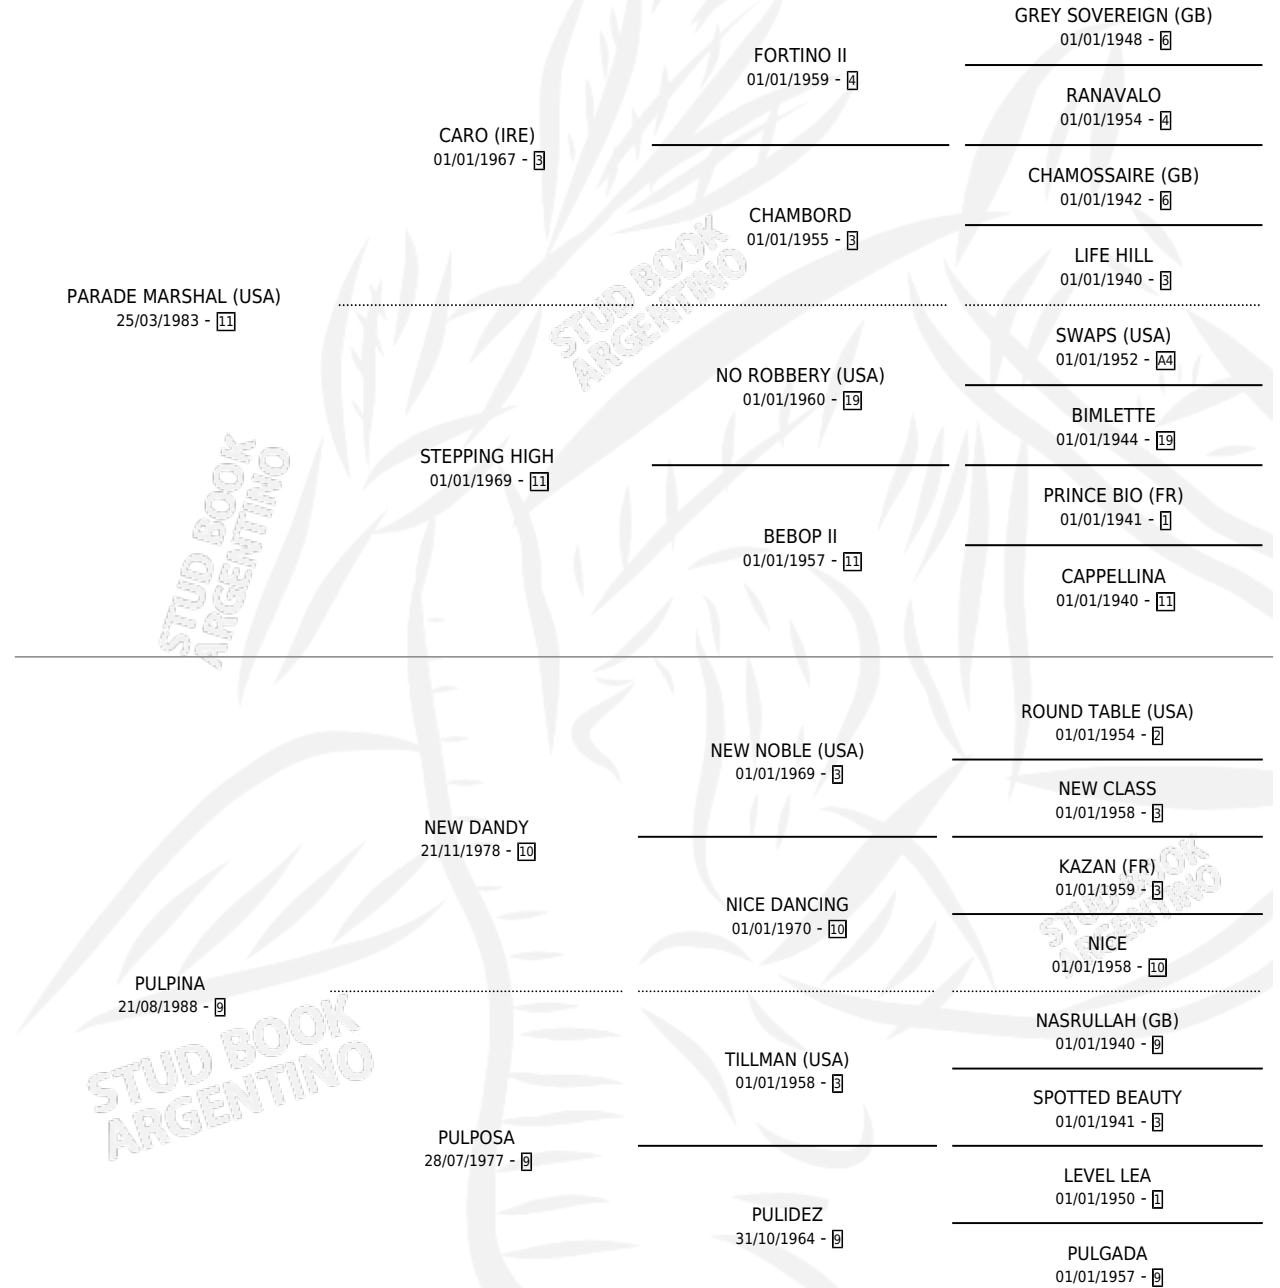 GREY SOVEREIGN (GB)
01/01/1948 - 6
FORTINO II
01/01/1959 - 4
RANAVALO
01/01/1954 - 4
CARO (IRE)
01/01/1967 - 3
CHAMOSSAIRE (GB)
01/01/1942 - 6
CHAMBORD
01/01/1955 - 3
LIFE HILL
01/01/1940 - 3
PARADE MARSHAL (USA)
25/03/1983 - 11
SWAPS (USA)
01/01/1952 - A4
NO ROBBERY (USA)
01/01/1960 - 19
BIMLETTE
01/01/1944 - 19
STEPPING HIGH
01/01/1969 - 11
PRINCE BIO (FR)
01/01/1941 - 1
BEBOP II
01/01/1957 - 11
CAPPELLINA
01/01/1940 - 11
ROUND TABLE (USA)
01/01/1954 - 2
NEW NOBLE (USA)
01/01/1969 - 3
NEW CLASS
01/01/1958 - 3
NEW DANDY
21/11/1978 - 10
KAZAN (FR)
01/01/1959 - 3
NICE DANCING
01/01/1970 - 10
NICE
01/01/1958 - 10
PULPINA
21/08/1988 - 9
NASRULLAH (GB)
01/01/1940 - 9
TILLMAN (USA)
01/01/1958 - 3
SPOTTED BEAUTY
01/01/1941 - 3
PULPOSA
28/07/1977 - 9
LEVEL LEA
01/01/1950 - 1
PULIDEZ
31/10/1964 - 9
PULGADA
01/01/1957 - 9
STUD BOOK
ARGENTINO
STUD BOOK
ARGENTINO
STUD BOOK
ARGENTINO
STUD BOOK
ARGENTINO